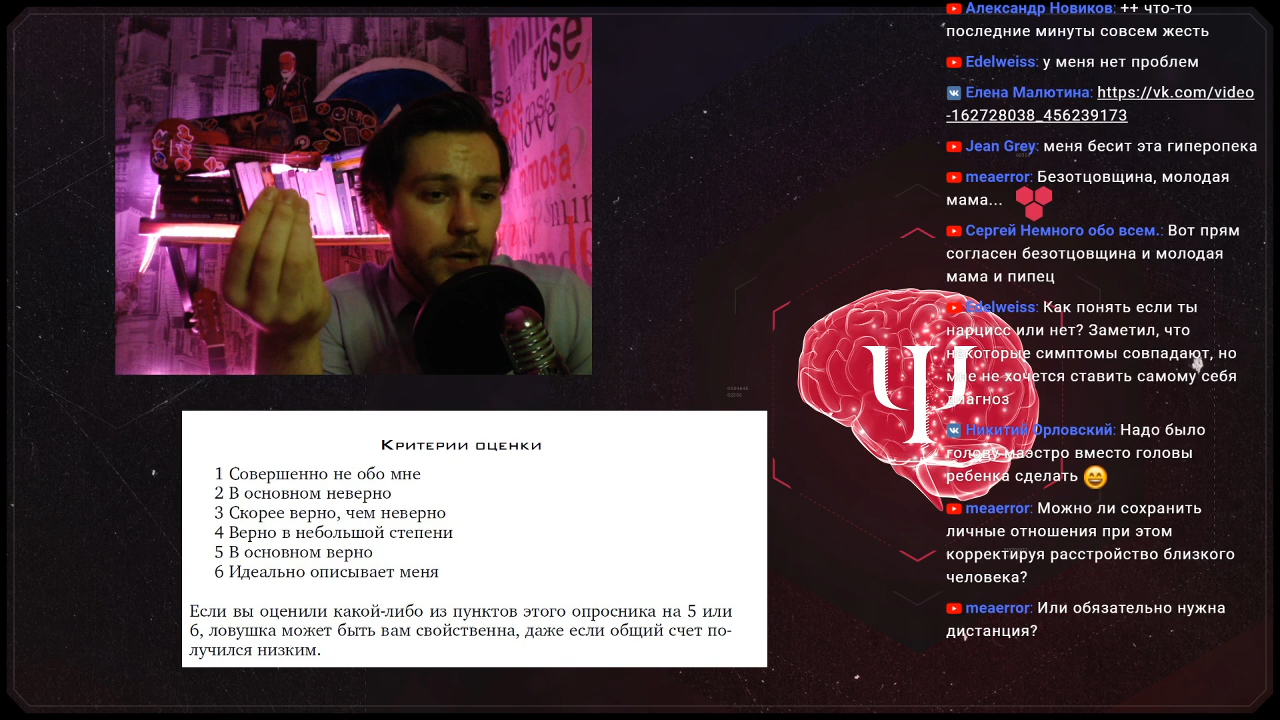 Критерии оценки
1 Совершенно не обо мне
2 В основном неверно
3 Скорее верно, чем неверно
4 Верно в небольшой степени
5 В основном верно
6 Идеально описывает меня
Если вы оценили какой-либо из пунктов этого опросника на 5 или
6, ловушка может быть вам свойственна, даже если общий счет по-
лучился низким.
Ψ
Александр Новиков: ++ что-то
последние минуты совсем жесть
Edelweiss: у меня нет проблем
Елена Малютина: https://vk.com/video
-162728038_456239173
Jean Grey: меня бесит эта гиперопека
meaerror: Безотцовщина, молодая
мама...
Сергей Немного обо всем.: Вот прям
согласен безотцовщина и молодая
мама и пипец
Edelweiss: Как понять если ты
нарцисс или нет? Заметил, что
некоторые симптомы совпадают, но
мне не хочется ставить самому себя
диагноз
Никитий Орловский: Надо было
голову маэстро вместо головы
ребенка сделать 😄
meaerror: Можно ли сохранить
личные отношения при этом
корректируя расстройство близкого
человека?
meaerror: Или обязательно нужна
дистанция?